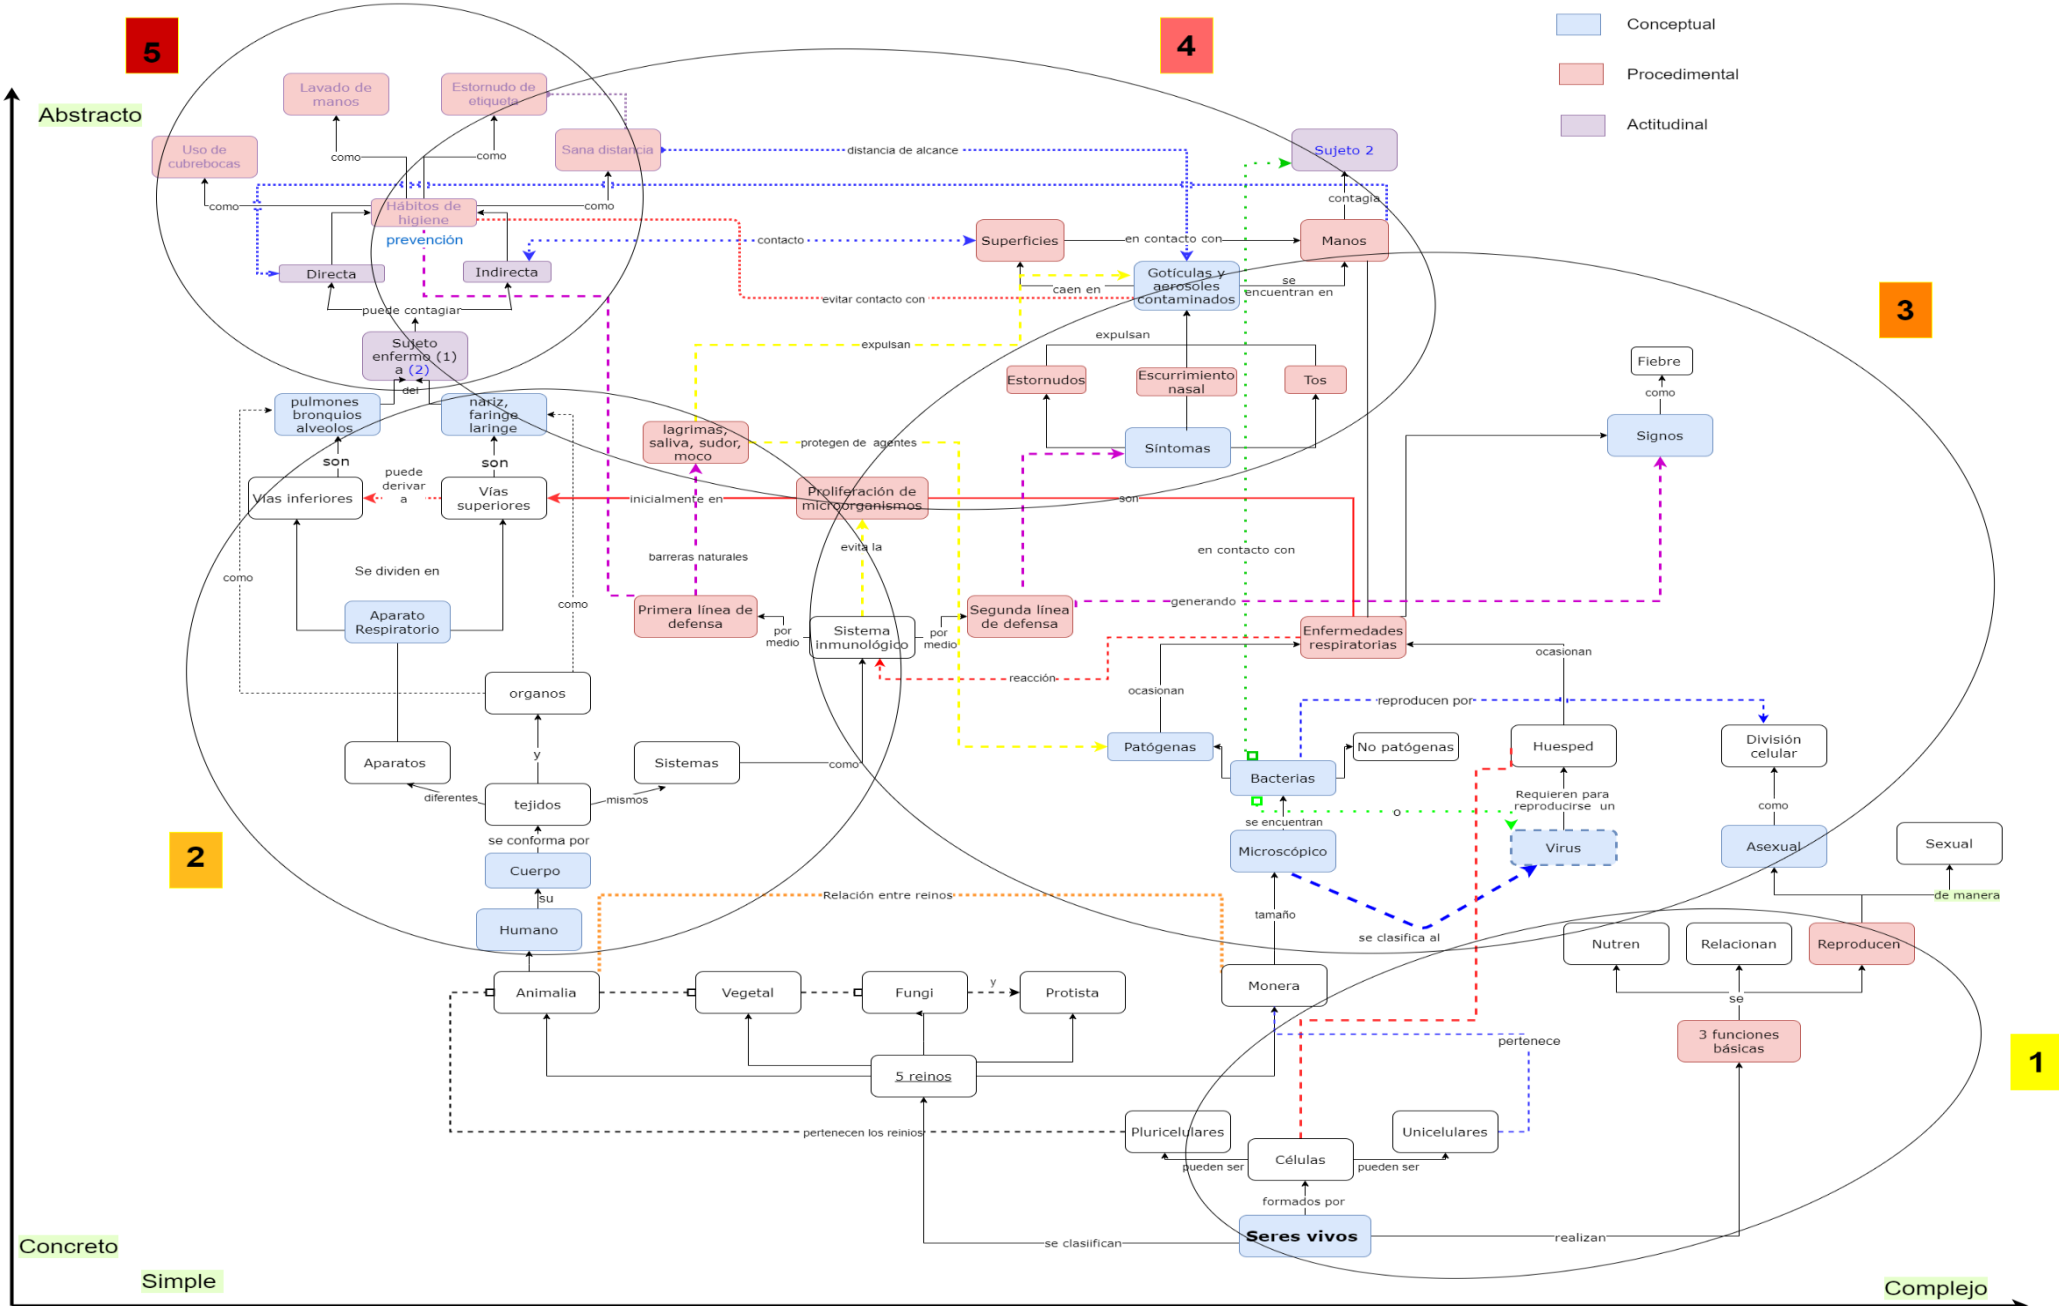 5
4
Conceptual
Procedimental
Actitudinal
Abstracto
Lavado de
manos
Estornudo de
etiqueta
Uso de
cubrebocas
Sana distancia
como
como
distancia de alcance
Sujeto 2
como
como
contagia
Hábitos de
higiene
prevención
contacto
Superficies
en contacto con
Manos
Directa
Indirecta
Gotículas y
aerosoles
contaminados
caen en
se
encuentran en
evitar contacto con
3
puede contagiar
Sujeto
enfermo (1)
a (2)
del
expulsan
expulsan
Fiebre
como
Estornudos
Escurrimiento
nasal
Tos
pulmones
bronquios
alveolos
nariz,
faringe
laringe
lagrimas,
saliva, sudor,
moco
protegen de agentes
Síntomas
Signos
son
son
puede
derivar
a
Vías inferiores
Vías
superiores
inicialmente en
Proliferación de
microorganismos
son
barreras naturales
evita la
en contacto con
Se dividen en
como
como
Aparato
Respiratorio
Primera línea de
defensa
por
medio
Sistema
inmunológico
por
medio
Segunda línea
de defensa
generando
Enfermedades
respiratorias
ocasionan
reacción
ocasionan
organos
reproducen por
y
Aparatos
Sistemas
como
Patógenas
No patógenas
Huesped
División
celular
Bacterias
diferentes
tejidos
mismos
Requieren para
reproducirse un
como
o
se encuentran
2
se conforma por
Microscópico
Virus
Asexual
Sexual
Cuerpo
su
Relación entre reinos
de manera
tamaño
se clasifica al
Humano
Nutren
Relacionan
Reproducen
Animalia
Vegetal
Fungi
y
Protista
Monera
se
3 funciones
básicas
pertenece
1
5 reinos
pertenecen los reinios
Pluricelulares
Unicelulares
Células
pueden ser
pueden ser
formados por
Seres vivos
se clasiifican
realizan
Concreto
Simple
Complejo